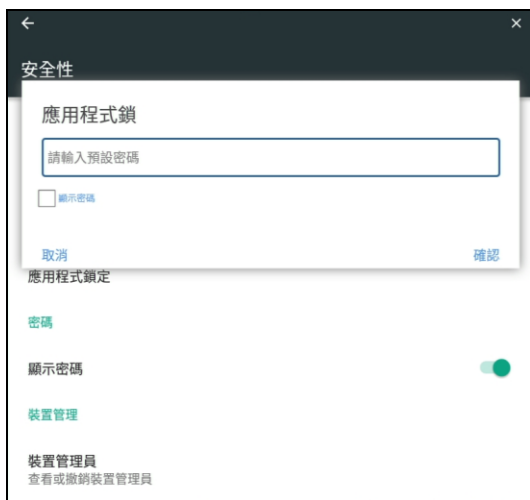 安全性
應用程式鎖
請輸入預設密碼
顯示密碼
取消 確認
應用程式鎖定
密碼
顯示密碼
裝置管理
裝置管理員
查看或撤銷裝置管理員